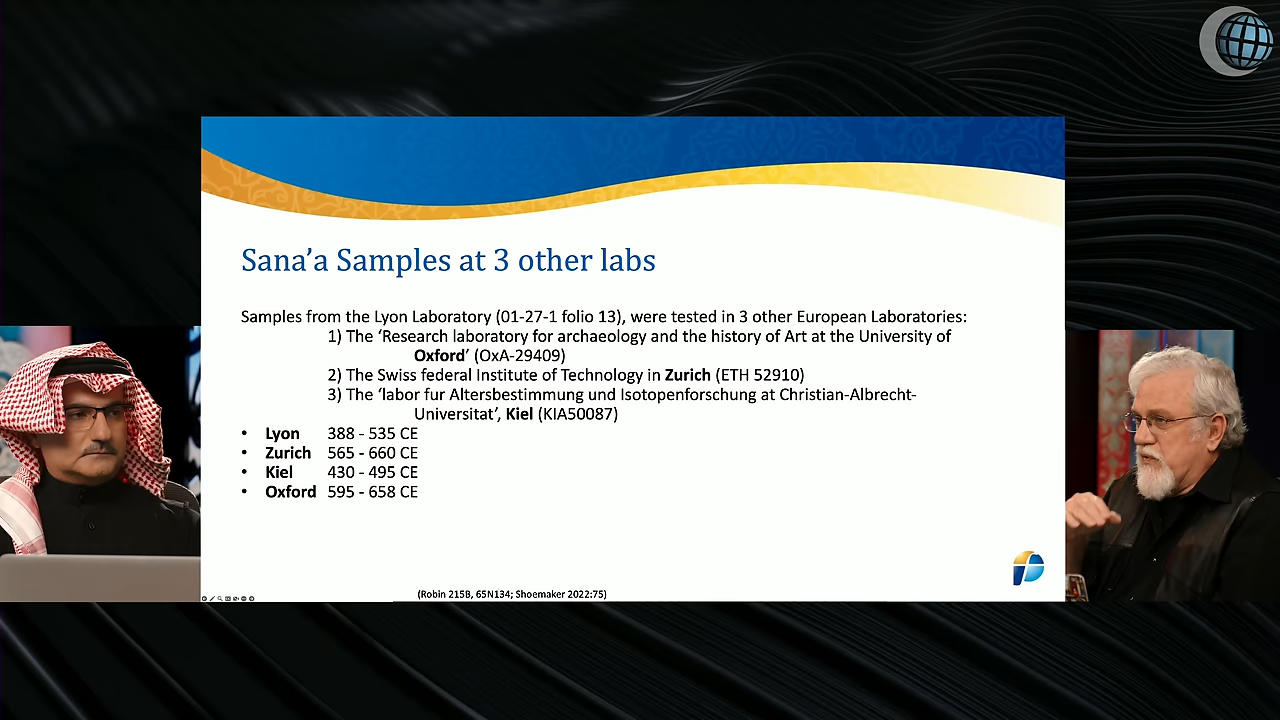 Sana’a Samples at 3 other labs
Samples from the Lyon Laboratory (01-27-1 folio 13), were tested in 3 other European Laboratories:
1) The ‘Research laboratory for archaeology and the history of Art at the University of
Oxford’ (OxA-29409)
2) The Swiss federal Institute of Technology in Zurich (ETH 52910)
3) The ‘labor fur Altersbestimmung und Isotopenforschung at Christian-Albrecht-
Universitat’, Kiel (KIA50087)
• Lyon 388 - 535 CE
• Zurich 565 - 660 CE
• Kiel 430 - 495 CE
• Oxford 595 - 658 CE
(Robin 215B, 65N134; Shoemaker 2022:75)